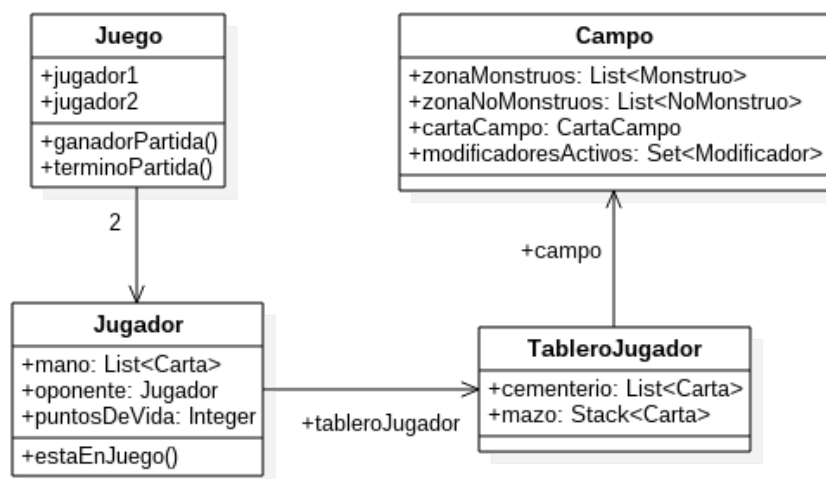 Juego
+jugador1
+jugador2
+ganadorPartida()
+terminoPartida()
Campo
+zonaMonstruos: List<Monstruo>
+zonaNoMonstruos: List<NoMonstruo>
+cartaCampo: CartaCampo
+modificadoresActivos: Set<Modificador>
2
+campo
Jugador
+mano: List<Carta>
+oponente: Jugador
+puntosDeVida: Integer
+estaEnJuego()
+tableroJugador
TableroJugador
+cementerio: List<Carta>
+mazo: Stack<Carta>